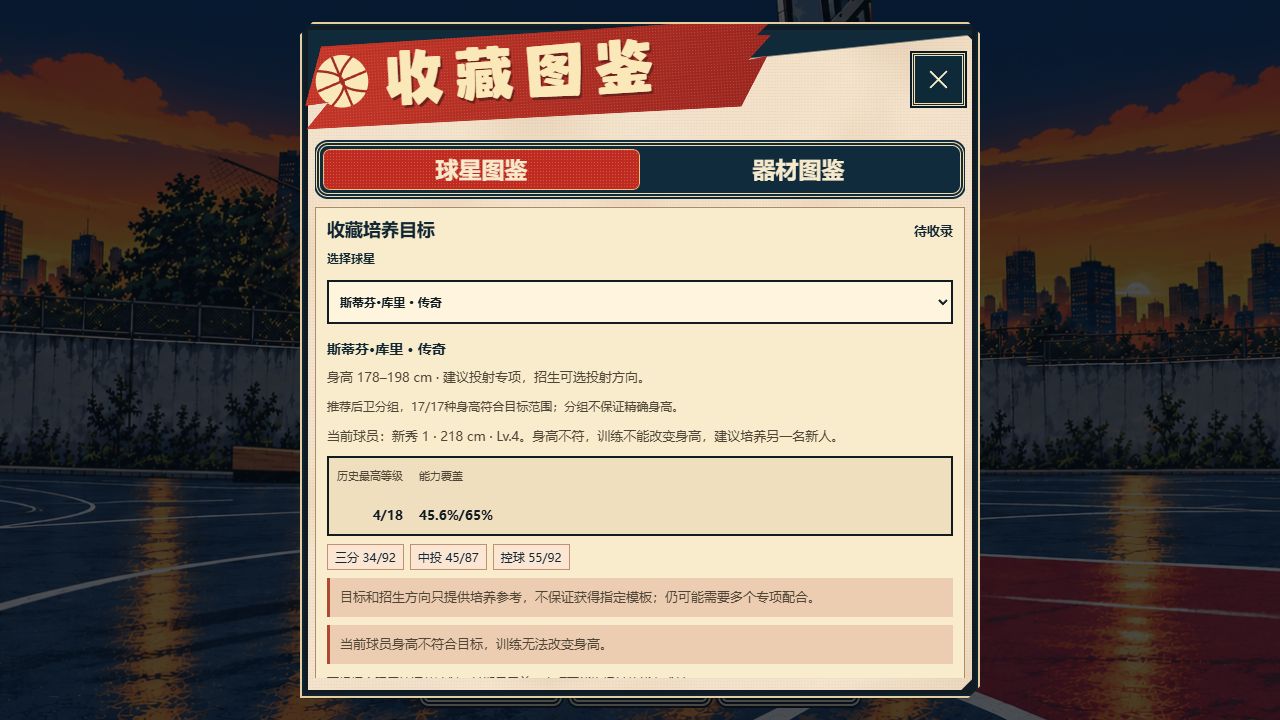 收藏图鉴
球星图鉴
器材图鉴
收藏培养目标
待收录
选择球星
斯蒂芬·库里·传奇
斯蒂芬·库里·传奇
身高 178–198 cm · 建议投射专项，招生可选投射方向。
推荐后卫分组，17/17种身高符合目标范围；分组不保证精确身高。
当前球员：新秀 1 · 218 cm · Lv.4。身高不符，训练不能改变身高，建议培养另一名新人。
历史最高等级 能力覆盖
4/18 45.6%/65%
三分 34/92 中投 45/87 控球 55/92
目标和招生方向只提供培养参考，不保证获得指定模板；仍可能需要多个专项配合。
当前球员身高不符合目标，训练无法改变身高。